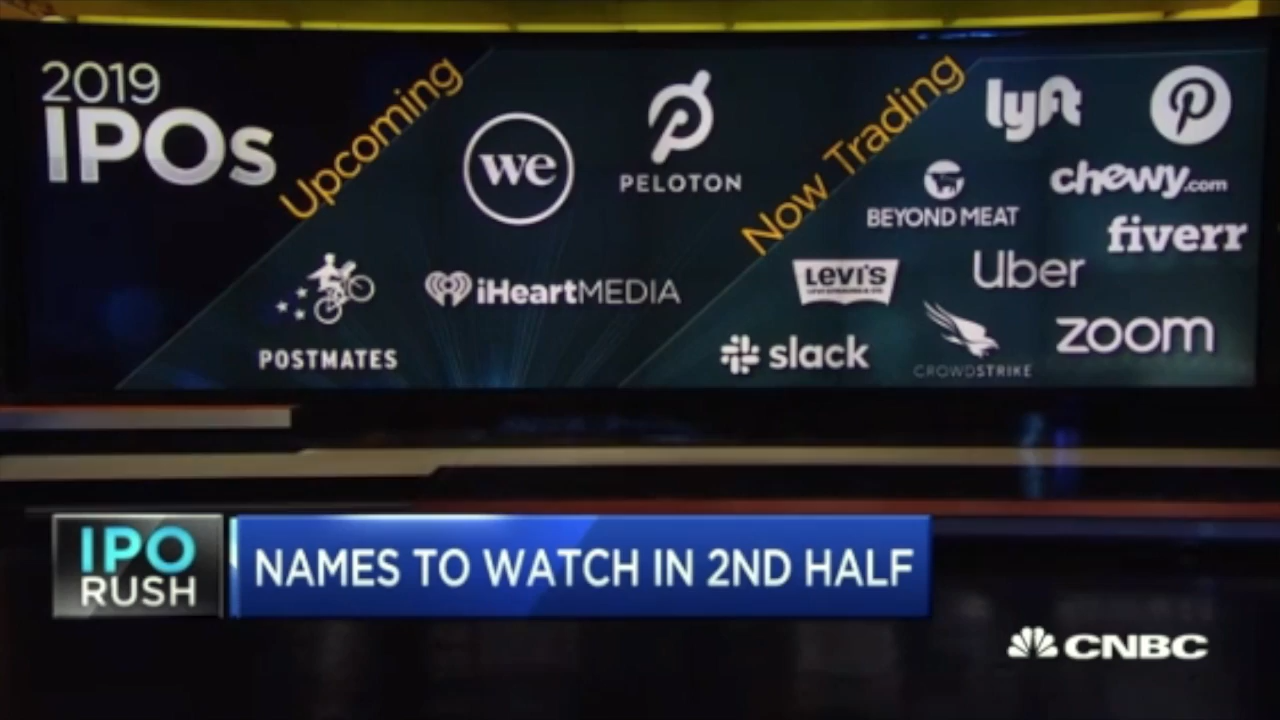 2019
IPOs
Upcoming
we
PELOTON
POSTMATES
iHeartMEDIA
Now Trading
lyft
BEYOND MEAT
chewy.com
fiverr
LEVI'S
Uber
slack
CROWDSTRIKE
zoom
IPO
RUSH
NAMES TO WATCH IN 2ND HALF
CNBC